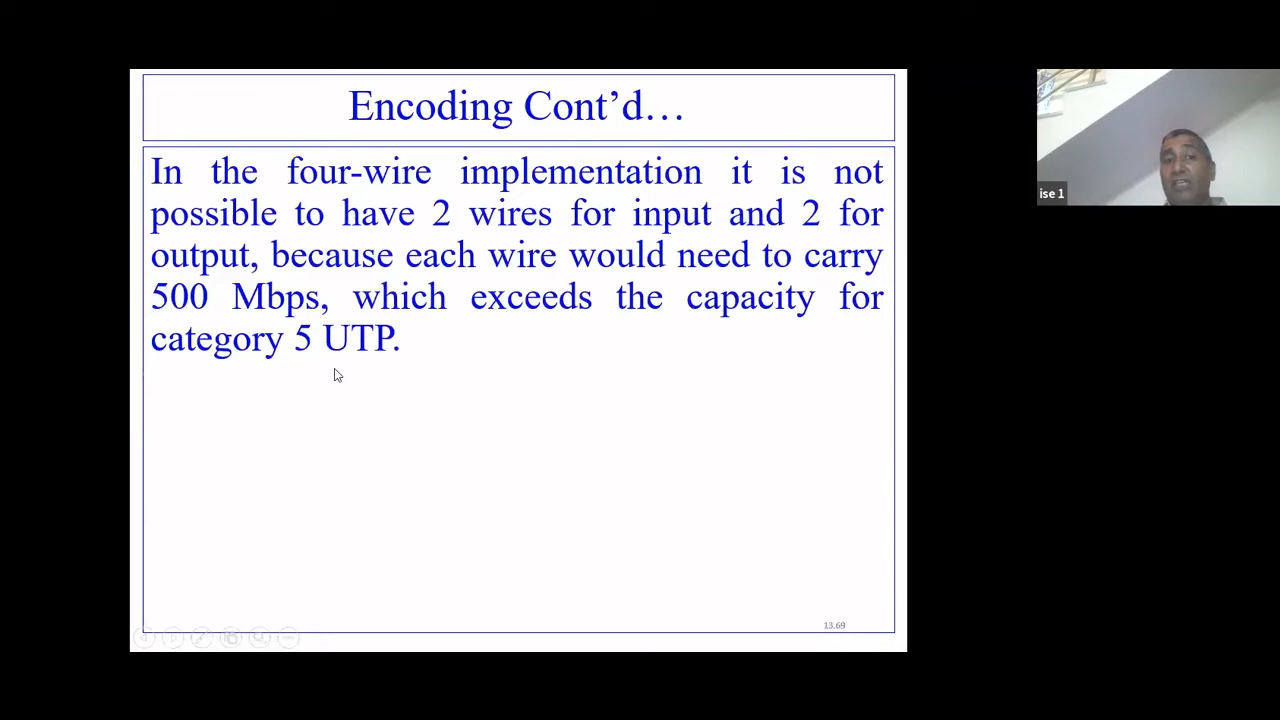 Encoding Cont’d…
In the four-wire implementation it is not
possible to have 2 wires for input and 2 for
output, because each wire would need to carry
500 Mbps, which exceeds the capacity for
category 5 UTP.
13.69
ise 1